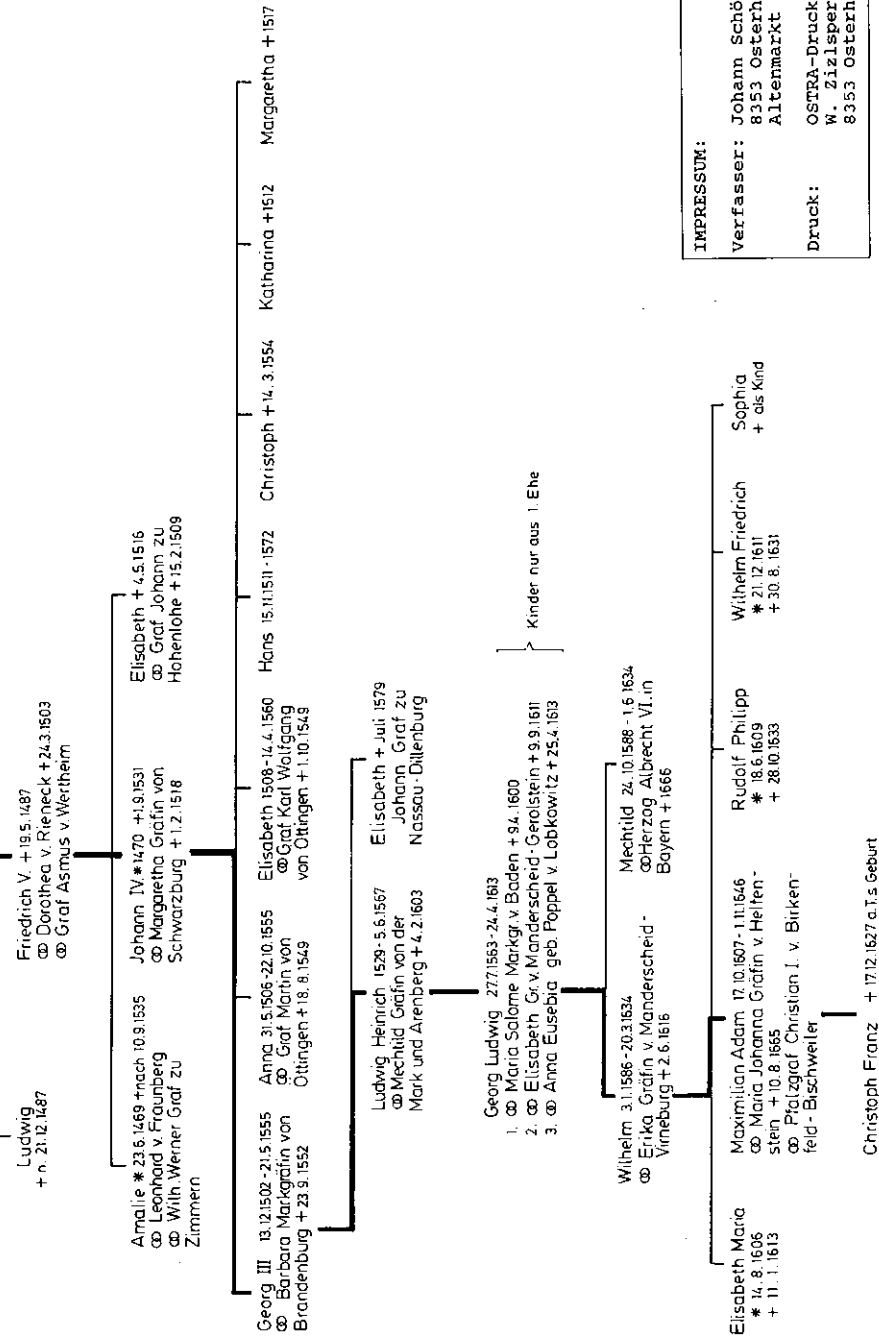 Ludwig
+ n. 21.12.1487
Friedrich V. + 19.5.1487
⚭ Dorothea v. Rieneck + 24.3.1503
⚭ Graf Asmus v. Wertheim
Amalie * 23.6.1469 + nach 10.9.1535
⚭ Leonhard v. Fraunberg
⚭ Wilh. Werner Graf zu
Zimmern
Johann IV. * 1470 + 1.9.1531
⚭ Margaretha Gräfin von
Schwarzburg + 1.2.1518
Elisabeth + 4.5.1516
⚭ Graf Johann zu
Hohenlohe + 15.2.1509
Georg III 13.12.1502 - 21.5.1555
⚭ Barbara Markgräfin von
Brandenburg + 23.9.1552
Anna 31.5.1506 - 22.10.1555
⚭ Graf Martin von
Öttingen + 18.8.1549
Elisabeth 1508 - 14.4.1560
⚭ Graf Karl Wolfgang
von Öttingen + 1.10.1549
Hans 15.11.1511 - 1572
Christoph + 14.3.1554
Katharina + 1512
Margaretha + 1517
Ludwig Heinrich 1529 - 5.6.1567
⚭ Mechtild Gräfin von der
Mark und Arenberg + 4.2.1603
Elisabeth + Juli 1579
Johann Graf zu
Nassau-Dillenburg
Georg Ludwig 27.7.1563 - 24.4.1613
1. ⚭ Maria Salome Markgr. v. Baden + 9.4.1600
2. ⚭ Elisabeth Gr. v. Manderscheid-Gerolstein + 9.9.1611
3. ⚭ Anna Eusebia geb. Poppel v. Lobkowitz + 25.4.1613
Kinder nur aus 1. Ehe
Wilhelm 3.1.1586 - 20.3.1634
⚭ Erika Gräfin v. Manderscheid-
Virneburg + 2.6.1616
Mechtild 24.10.1588 - 1.6.1634
⚭ Herzog Albrecht VI. in
Bayern + 1666
Elisabeth Maria
* 14.8.1606
+ 11.1.1613
Maximilian Adam 17.10.1607 - 1.11.1646
⚭ Maria Johanna Gräfin v. Helfen-
stein + 10.8.1665
⚭ Pfalzgraf Christian I. v. Birken-
feld-Bischweiler
Rudolf Philipp
* 18.6.1609
+ 28.10.1633
Wilhelm Friedrich
* 21.12.1611
+ 30.8.1631
Sophia
+ als Kind
Christoph Franz + 17.12.1627 a.T.s Geburt
IMPRESSUM:
Verfasser: Johann Schö
8353 Osterh
Altenmarkt
Druck: OSTRA-Druck
W. Zizlsper
8353 Osterh